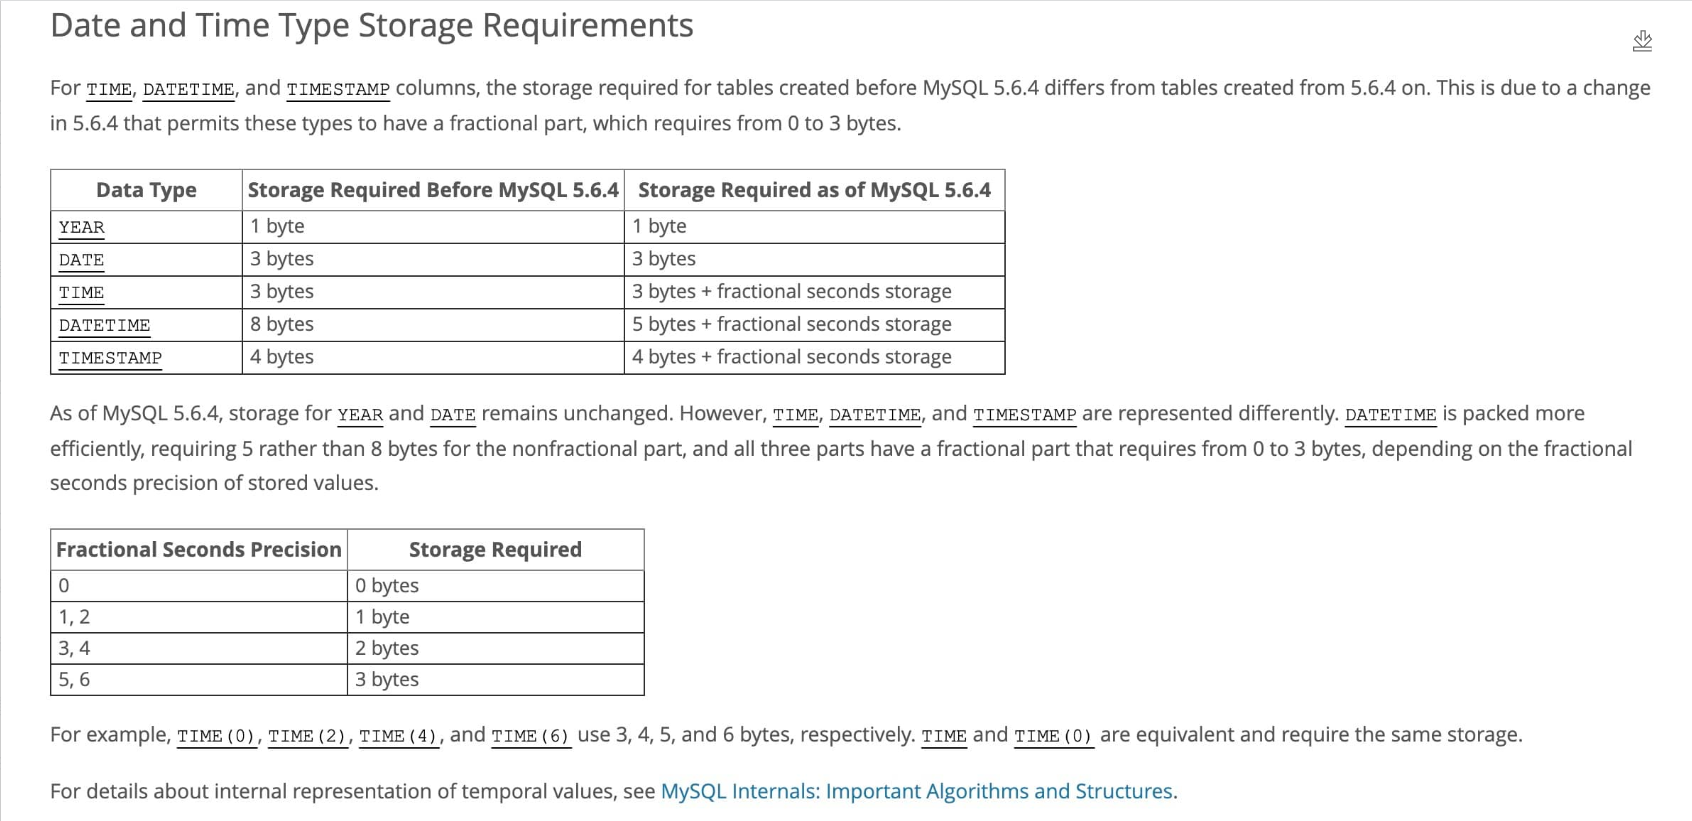 Date and Time Type Storage Requirements
For TIME, DATETIME, and TIMESTAMP columns, the storage required for tables created before MySQL 5.6.4 differs from tables created from 5.6.4 on. This is due to a change
in 5.6.4 that permits these types to have a fractional part, which requires from 0 to 3 bytes.
Data Type Storage Required Before MySQL 5.6.4 Storage Required as of MySQL 5.6.4
YEAR 1 byte 1 byte
DATE 3 bytes 3 bytes
TIME 3 bytes 3 bytes + fractional seconds storage
DATETIME 8 bytes 5 bytes + fractional seconds storage
TIMESTAMP 4 bytes 4 bytes + fractional seconds storage
As of MySQL 5.6.4, storage for YEAR and DATE remains unchanged. However, TIME, DATETIME, and TIMESTAMP are represented differently. DATETIME is packed more
efficiently, requiring 5 rather than 8 bytes for the nonfractional part, and all three parts have a fractional part that requires from 0 to 3 bytes, depending on the fractional
seconds precision of stored values.
Fractional Seconds Precision Storage Required
0 0 bytes
1, 2 1 byte
3, 4 2 bytes
5, 6 3 bytes
For example, TIME(0), TIME(2), TIME(4), and TIME(6) use 3, 4, 5, and 6 bytes, respectively. TIME and TIME(0) are equivalent and require the same storage.
For details about internal representation of temporal values, see MySQL Internals: Important Algorithms and Structures.